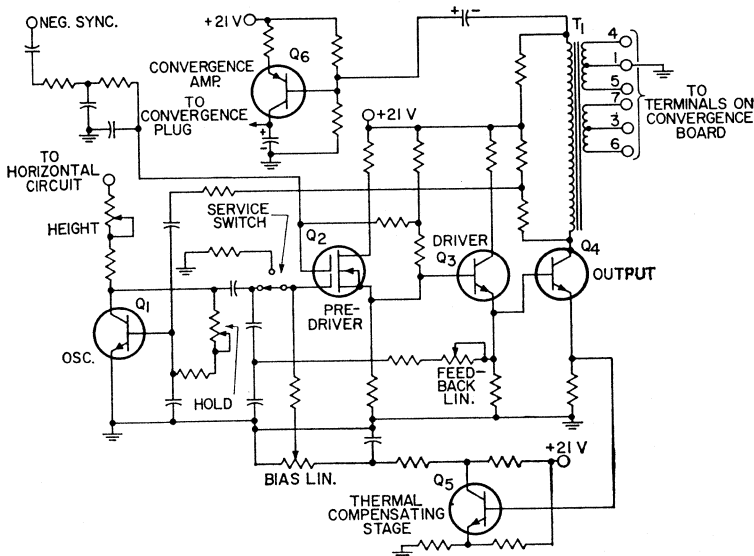 NEG. SYNC.
+21 V
Q6
CONVERGENCE
AMP.
TO
CONVERGENCE
PLUG
+
-
+ -
T1
4
1
5
7
3
6
TO
TERMINALS ON
CONVERGENCE
BOARD
+21 V
TO
HORIZONTAL
CIRCUIT
HEIGHT
SERVICE
SWITCH
Q2
PRE-
DRIVER
DRIVER
Q3
Q4
OUTPUT
Q1
OSC.
HOLD
FEED-
BACK
LIN.
BIAS LIN.
+21 V
Q5
THERMAL
COMPENSATING
STAGE